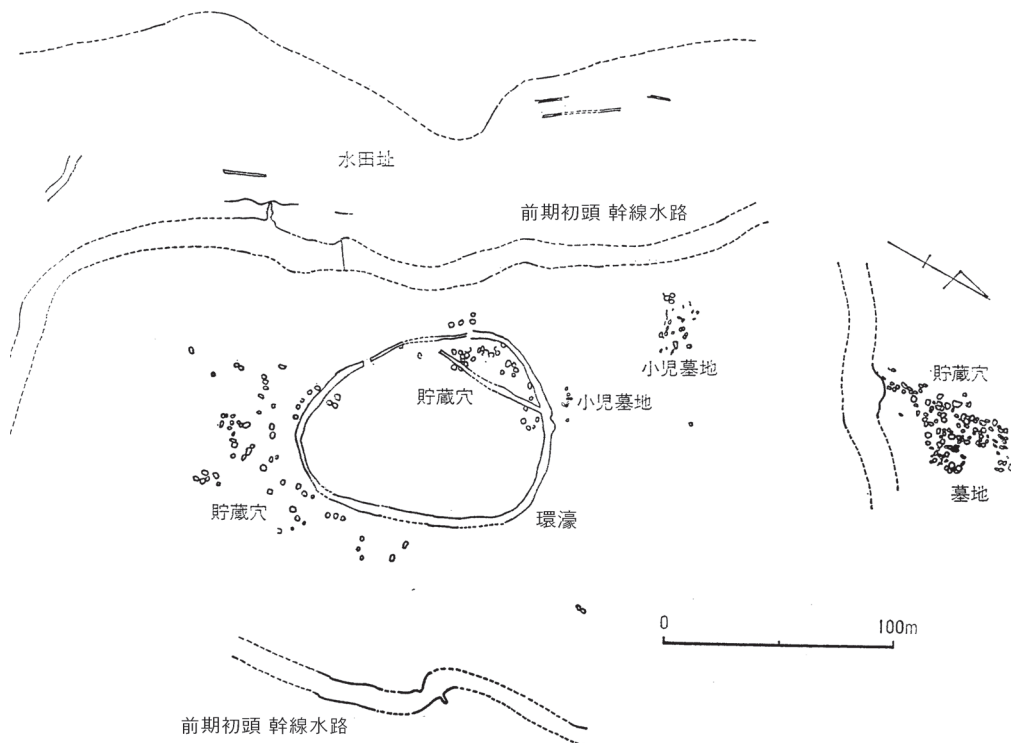 水田址
前期初頭 幹線水路
小児墓地
貯蔵穴
貯蔵穴
小児墓地
墓地
貯蔵穴
環濠
0 100m
前期初頭 幹線水路